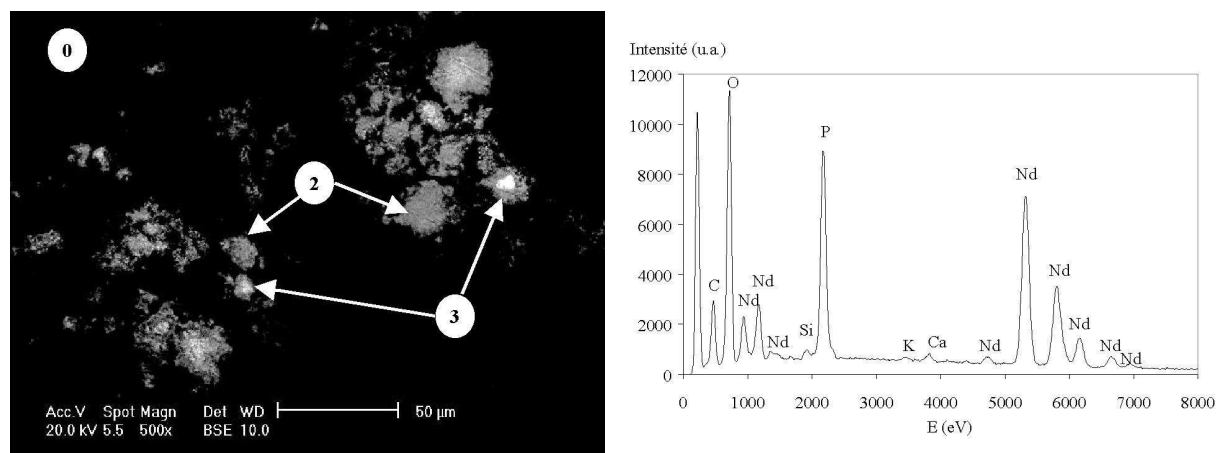 0
2
3
Acc.V Spot Magn Det WD
20.0 kV 5.5 500x BSE 10.0
50 µm
Intensité (u.a.)
12000
10000
8000
6000
4000
2000
0
O
P
Nd
C
Nd
Nd
Nd
Si
K
Ca
Nd
Nd
Nd
Nd
Nd
0 1000 2000 3000 4000 5000 6000 7000 8000
E (eV)